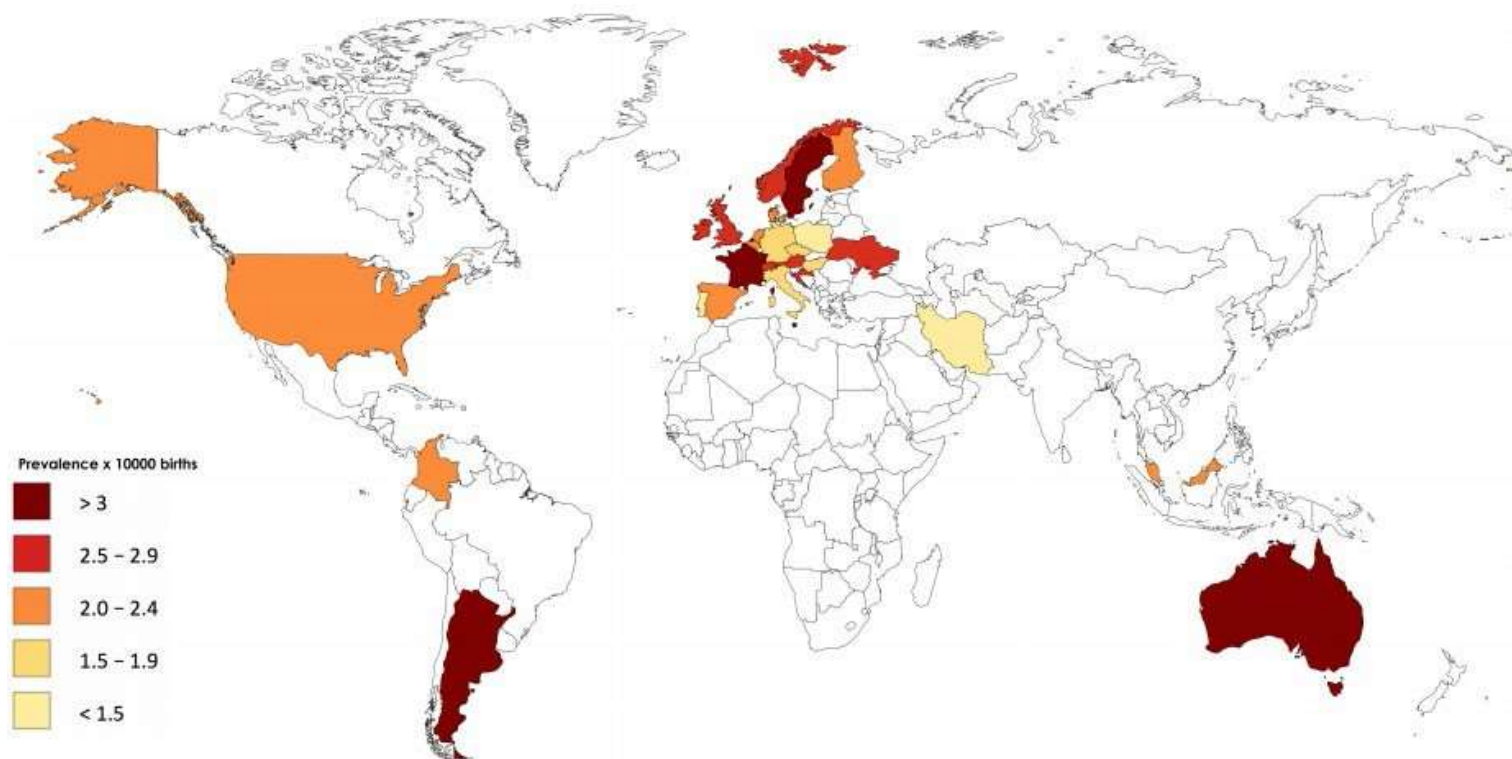 Prevalence x 10000 births
> 3
2.5 – 2.9
2.0 – 2.4
1.5 – 1.9
< 1.5